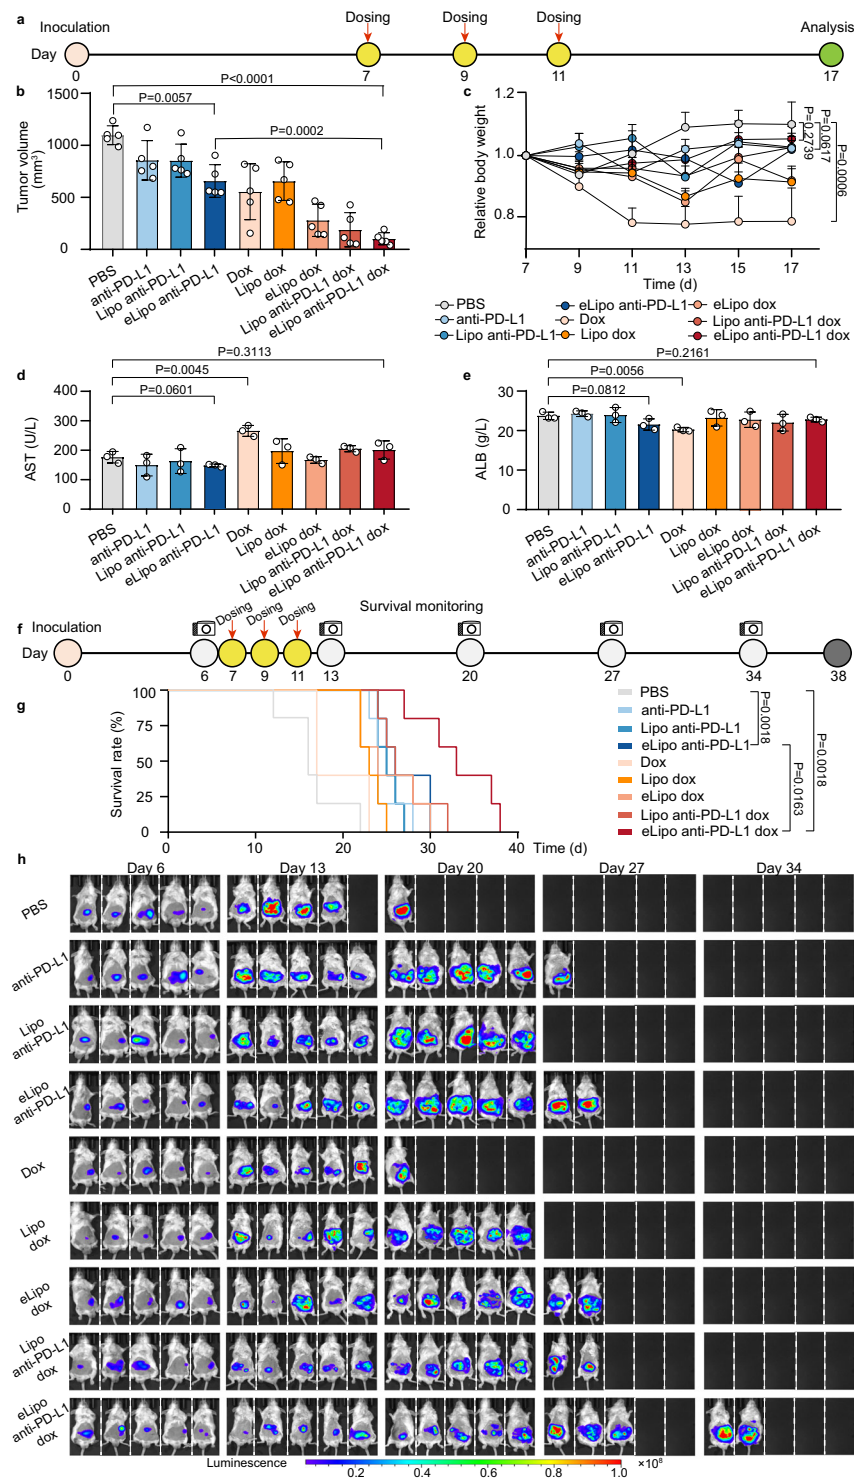 a
Inoculation
Dosing
Dosing
Dosing
Analysis
Day
0
7
9
11
17
b
P<0.0001
P=0.0057
P=0.0002
Tumor volume
(mm³)
1500
1000
500
0
PBS
anti-PD-L1
Lipo anti-PD-L1
eLipo anti-PD-L1
Dox
Lipo dox
eLipo dox
Lipo anti-PD-L1 dox
eLipo anti-PD-L1 dox
c
Relative body weight
1.2
1.0
0.8
7
9
11
13
15
17
Time (d)
P=0.2739
P=0.0617
P=0.0006
PBS
anti-PD-L1
Lipo anti-PD-L1
eLipo anti-PD-L1
Dox
Lipo dox
eLipo dox
Lipo anti-PD-L1 dox
eLipo anti-PD-L1 dox
d
P=0.3113
P=0.0045
P=0.0601
AST (U/L)
400
300
200
100
0
PBS
anti-PD-L1
Lipo anti-PD-L1
eLipo anti-PD-L1
Dox
Lipo dox
eLipo dox
Lipo anti-PD-L1 dox
eLipo anti-PD-L1 dox
e
P=0.2161
P=0.0056
P=0.0812
ALB (g/L)
30
20
10
0
PBS
anti-PD-L1
Lipo anti-PD-L1
eLipo anti-PD-L1
Dox
Lipo dox
eLipo dox
Lipo anti-PD-L1 dox
eLipo anti-PD-L1 dox
f
Inoculation
Dosing
Dosing
Dosing
Survival monitoring
Day
0
6
7
9
11
13
20
27
34
38
g
Survival rate (%)
100
75
50
25
0
0
10
20
30
40
Time (d)
PBS
anti-PD-L1
Lipo anti-PD-L1
eLipo anti-PD-L1
Dox
Lipo dox
eLipo dox
Lipo anti-PD-L1 dox
eLipo anti-PD-L1 dox
P=0.0018
P=0.0163
P=0.0018
h
Day 6
Day 13
Day 20
Day 27
Day 34
PBS
anti-PD-L1
Lipo
anti-PD-L1
eLipo
anti-PD-L1
Dox
Lipo
dox
eLipo
dox
Lipo
anti-PD-L1
dox
eLipo
anti-PD-L1
dox
Luminescence
0.2
0.4
0.6
0.8
1.0
×10⁸